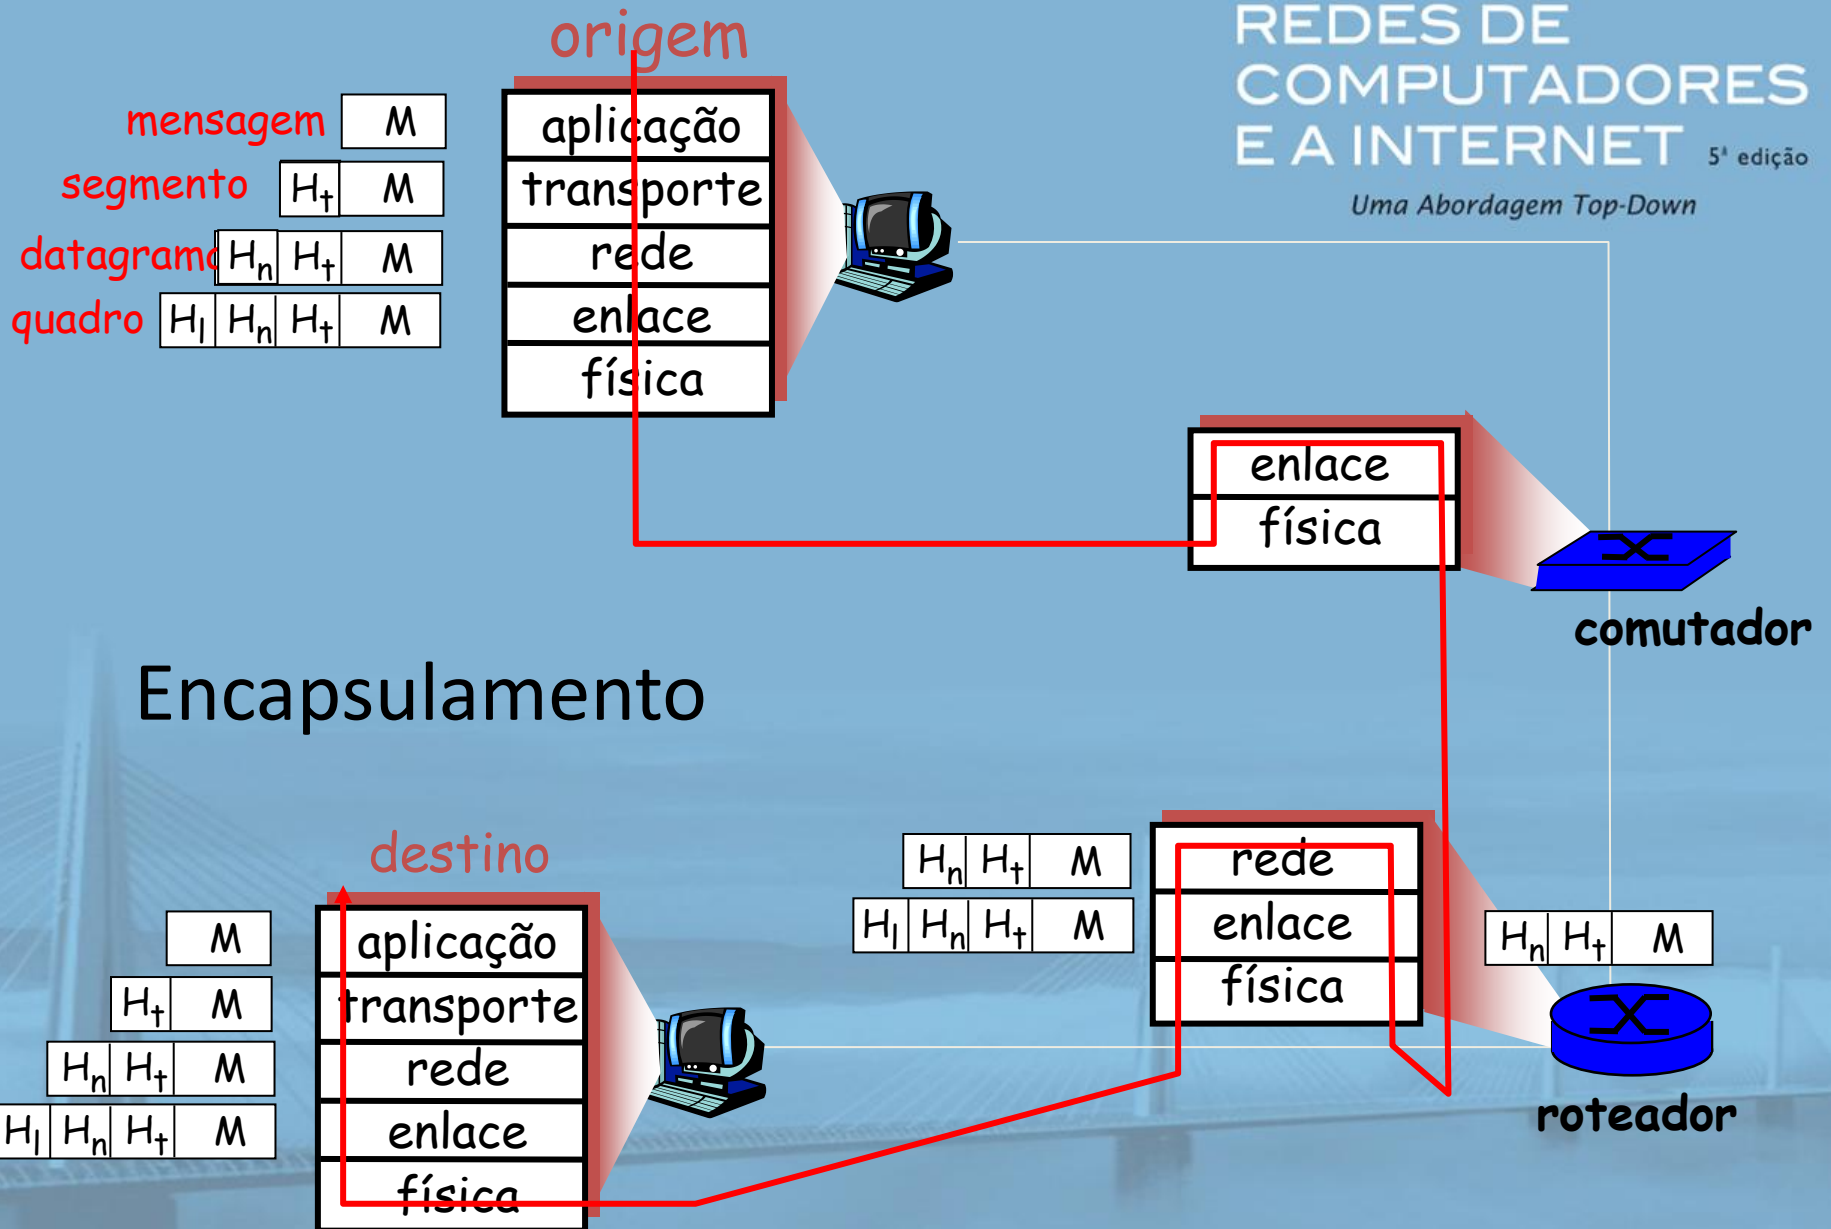 origem
REDES DE
COMPUTADORES
E A INTERNET 5ª edição
Uma Abordagem Top-Down
mensagem M
segmento Ht M
datagrama Hn Ht M
quadro Hl Hn Ht M
aplicação
transporte
rede
enlace
física
enlace
física
comutador
Encapsulamento
destino
M
Ht M
Hn Ht M
Hl Hn Ht M
aplicação
transporte
rede
enlace
física
Hn Ht M
Hl Hn Ht M
rede
enlace
física
Hn Ht M
roteador